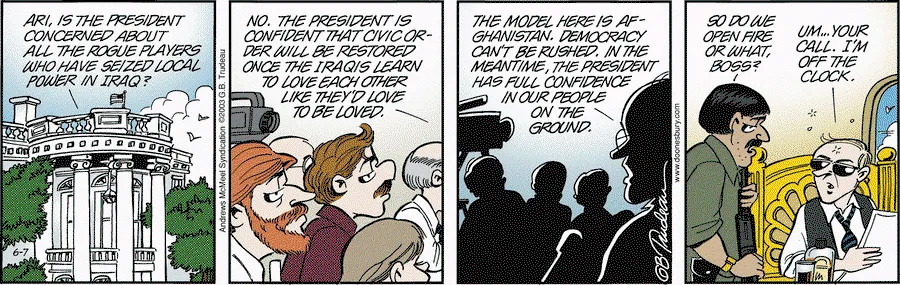 ARI, IS THE PRESIDENT
CONCERNED ABOUT
ALL THE ROGUE PLAYERS
WHO HAVE SEIZED LOCAL
POWER IN IRAQ?
6-7
Andrews McMeel Syndication ©2003 G.B. Trudeau
NO. THE PRESIDENT IS
CONFIDENT THAT CIVIC OR-
DER WILL BE RESTORED
ONCE THE IRAQIS LEARN
TO LOVE EACH OTHER
LIKE THEY'D LOVE
TO BE LOVED.
THE MODEL HERE IS AF-
GHANISTAN. DEMOCRACY
CAN'T BE RUSHED. IN THE
MEANTIME, THE PRESIDENT
HAS FULL CONFIDENCE
IN OUR PEOPLE
ON THE
GROUND.
GB Trudeau
www.doonesbury.com
SO DO WE
OPEN FIRE
OR WHAT,
BOSS?
UM...YOUR
CALL. I'M
OFF THE
CLOCK.